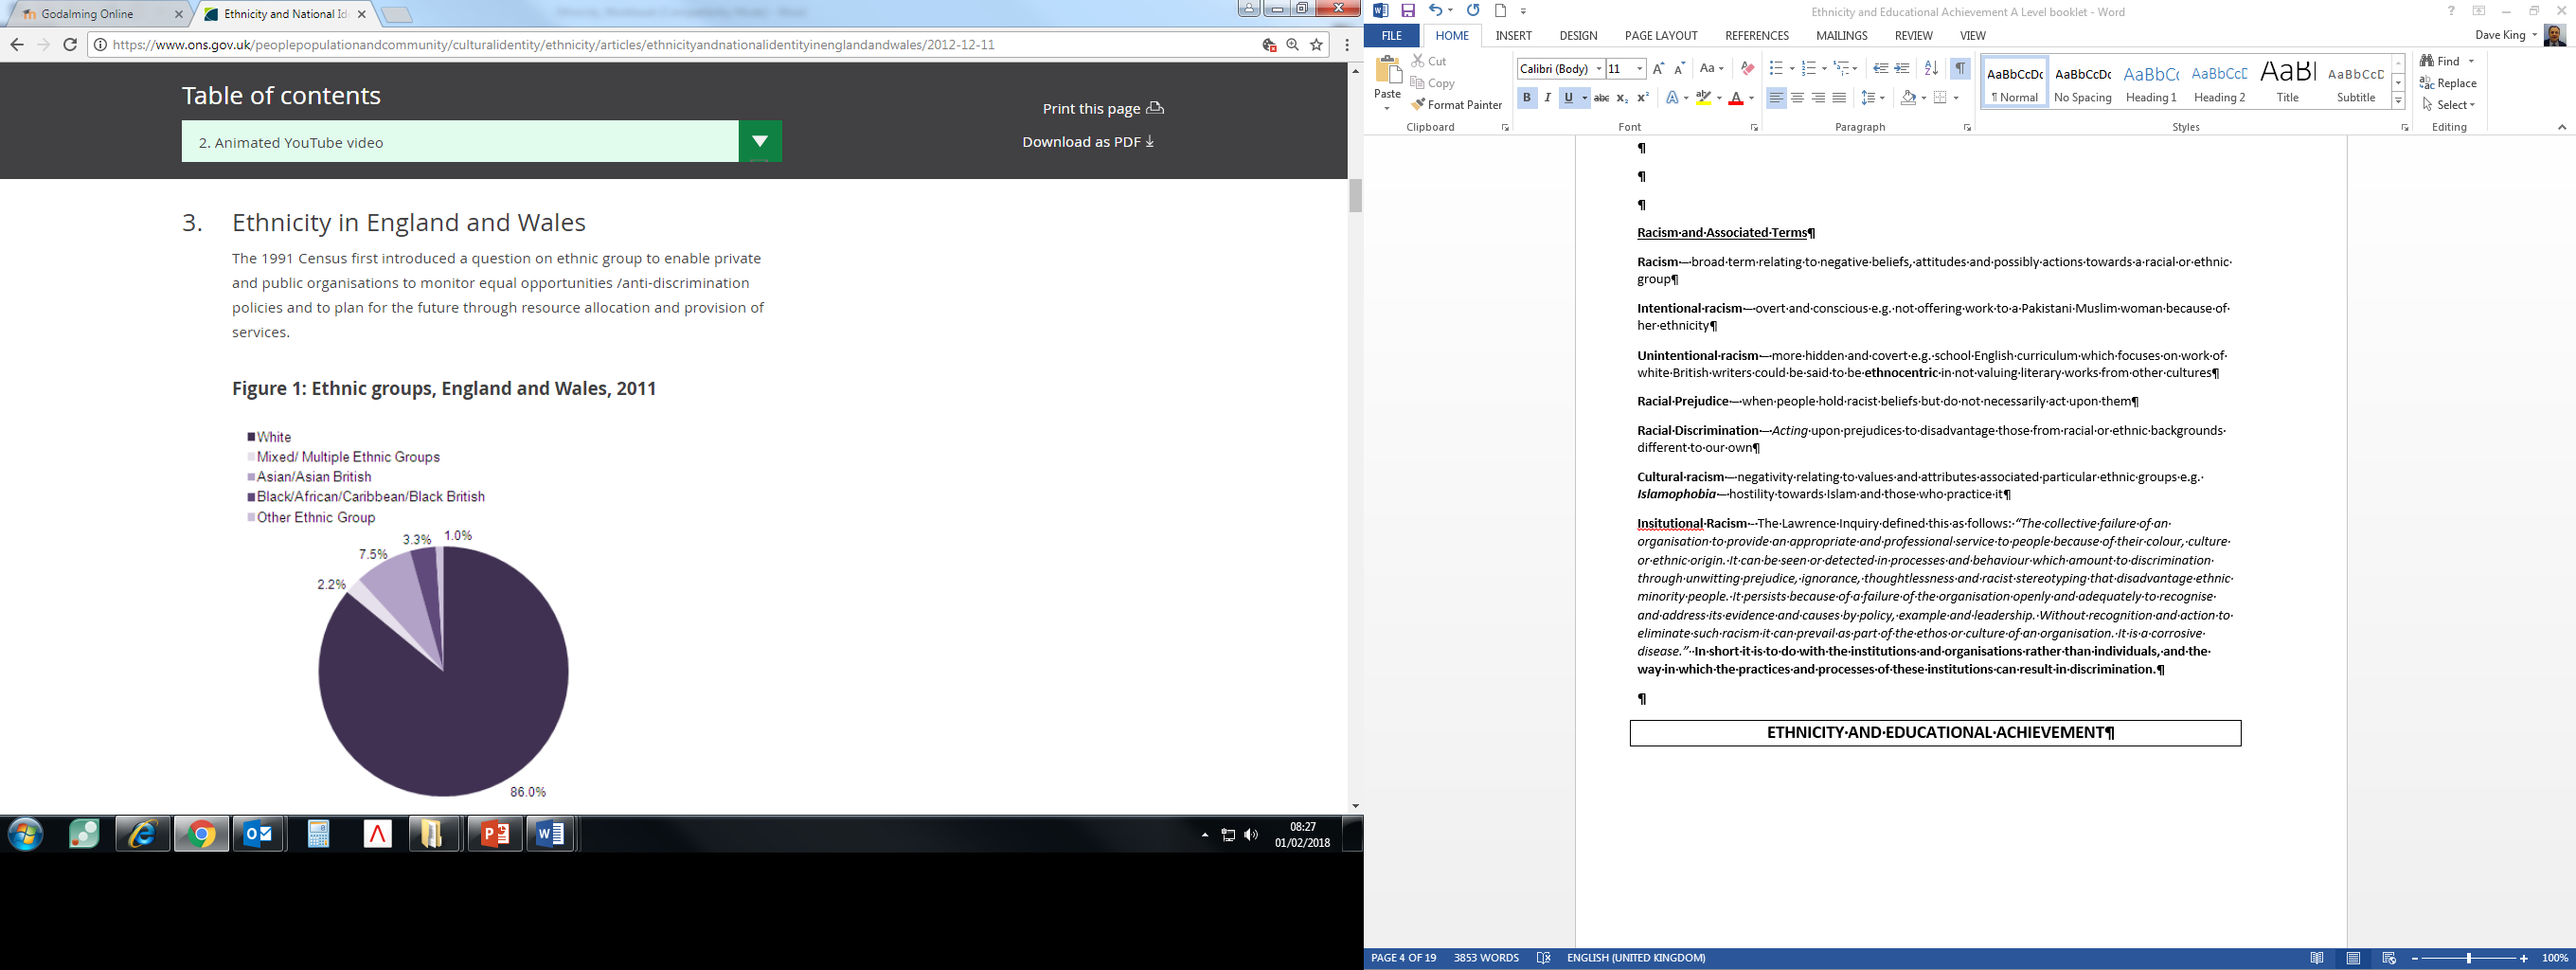 Godalming Online
Ethnicity and National Id
https://www.ons.gov.uk/peoplepopulationandcommunity/culturalidentity/ethnicity/articles/ethnicityandnationalidentityinenglandandwales/2012-12-11
Table of contents
2. Animated YouTube video
Print this page
Download as PDF
3. Ethnicity in England and Wales
The 1991 Census first introduced a question on ethnic group to enable private
and public organisations to monitor equal opportunities /anti-discrimination
policies and to plan for the future through resource allocation and provision of
services.
Figure 1: Ethnic groups, England and Wales, 2011
White
Mixed/ Multiple Ethnic Groups
Asian/Asian British
Black/African/Caribbean/Black British
Other Ethnic Group
1.0%
3.3%
7.5%
2.2%
86.0%
08:27
01/02/2018
Ethnicity and Educational Achievement A Level booklet - Word
FILE HOME INSERT DESIGN PAGE LAYOUT REFERENCES MAILINGS REVIEW VIEW
Dave King
Paste
Cut
Copy
Format Painter
Clipboard
Calibri (Body) 11
Font
Paragraph
AaBbCcDc AaBbCcDc AaBbCc AaBbCcC AaBl AaBbCcC
¶ Normal No Spacing Heading 1 Heading 2 Title Subtitle
Styles
Find
Replace
Select
Editing
¶
¶
¶
Racism·and·Associated·Terms¶
Racism·–·broad·term·relating·to·negative·beliefs,·attitudes·and·possibly·actions·towards·a·racial·or·ethnic·
group¶
Intentional·racism·–·overt·and·conscious·e.g.·not·offering·work·to·a·Pakistani·Muslim·woman·because·of·
her·ethnicity¶
Unintentional·racism·–·more·hidden·and·covert·e.g.·school·English·curriculum·which·focuses·on·work·of·
white·British·writers·could·be·said·to·be·ethnocentric·in·not·valuing·literary·works·from·other·cultures¶
Racial·Prejudice·–·when·people·hold·racist·beliefs·but·do·not·necessarily·act·upon·them¶
Racial·Discrimination·–·Acting·upon·prejudices·to·disadvantage·those·from·racial·or·ethnic·backgrounds·
different·to·our·own¶
Cultural·racism·–·negativity·relating·to·values·and·attributes·associated·particular·ethnic·groups·e.g.·
Islamophobia·–·hostility·towards·Islam·and·those·who·practice·it¶
Insitutional·Racism·-·The·Lawrence·Inquiry·defined·this·as·follows:·“The·collective·failure·of·an·
organisation·to·provide·an·appropriate·and·professional·service·to·people·because·of·their·colour,·culture·
or·ethnic·origin.·It·can·be·seen·or·detected·in·processes·and·behaviour·which·amount·to·discrimination·
through·unwitting·prejudice,·ignorance,·thoughtlessness·and·racist·stereotyping·that·disadvantage·ethnic·
minority·people.·It·persists·because·of·a·failure·of·the·organisation·openly·and·adequately·to·recognise·
and·address·its·evidence·and·causes·by·policy,·example·and·leadership.·Without·recognition·and·action·to·
eliminate·such·racism·it·can·prevail·as·part·of·the·ethos·or·culture·of·an·organisation.·It·is·a·corrosive·
disease.”··In·short·it·is·to·do·with·the·institutions·and·organisations·rather·than·individuals,·and·the·
way·in·which·the·practices·and·processes·of·these·institutions·can·result·in·discrimination.¶
¶
ETHNICITY·AND·EDUCATIONAL·ACHIEVEMENT¶
PAGE 4 OF 19 3853 WORDS ENGLISH (UNITED KINGDOM) 100%